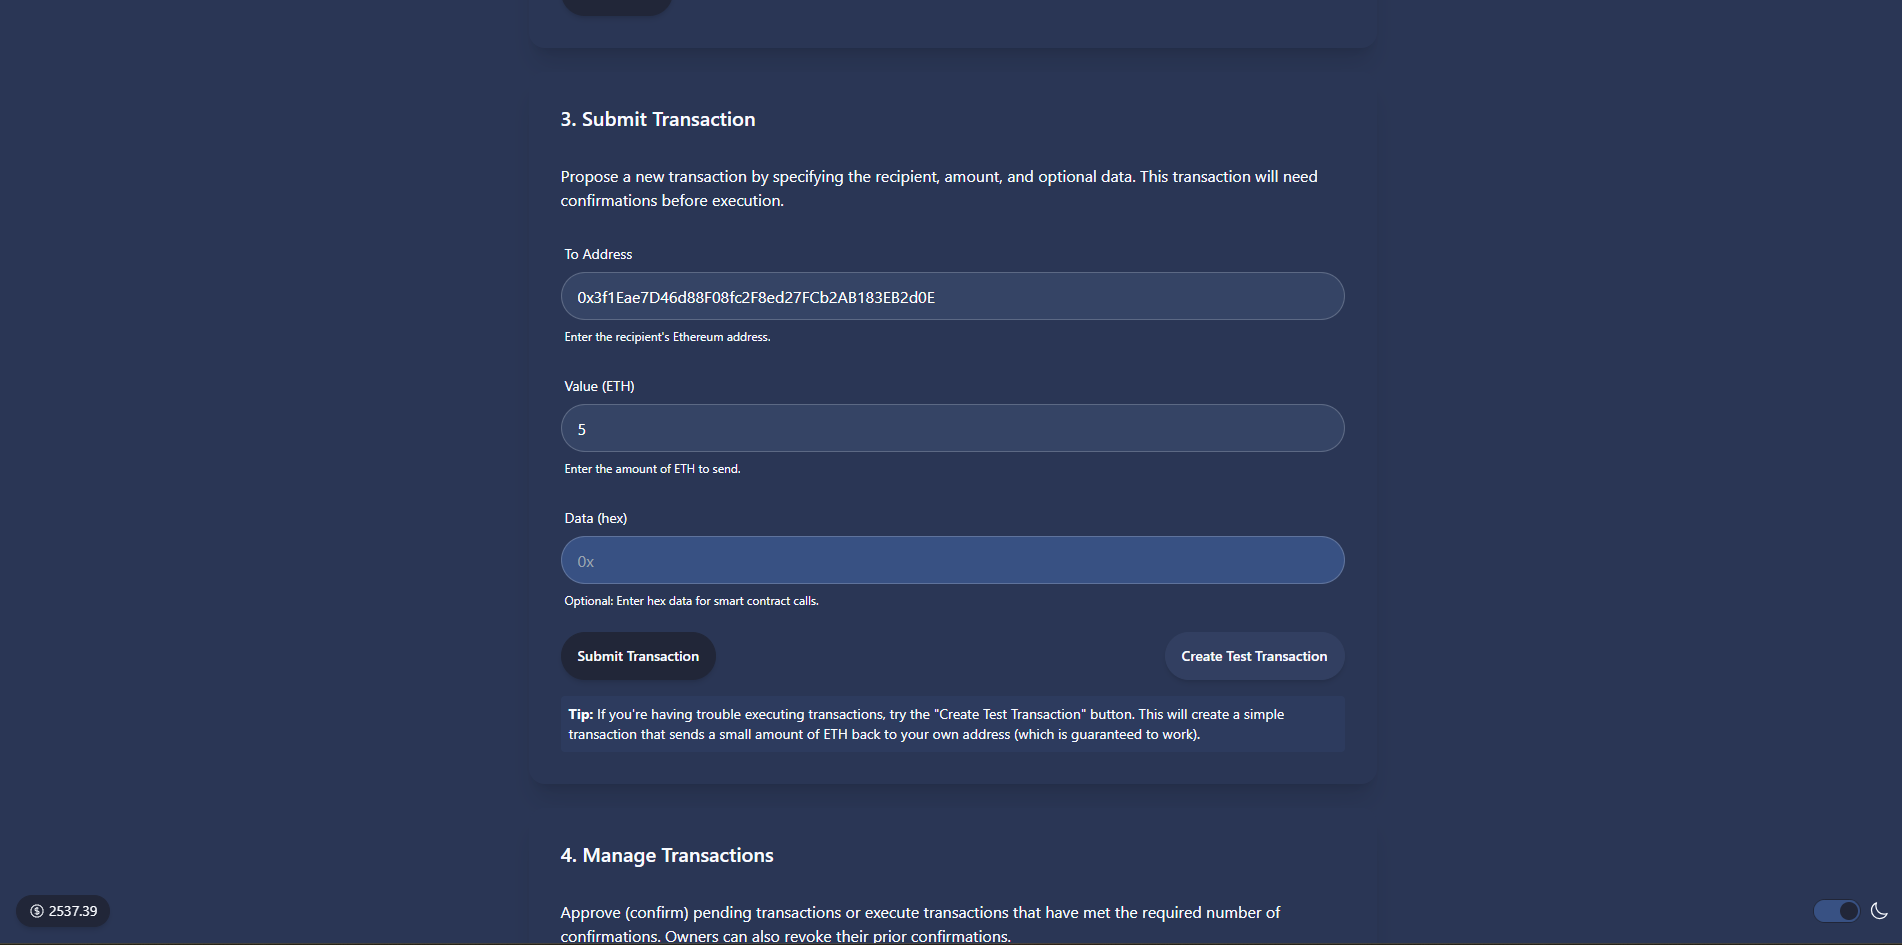 3. Submit Transaction
Propose a new transaction by specifying the recipient, amount, and optional data. This transaction will need
confirmations before execution.
To Address
0x3f1Eae7D46d88F08fc2F8ed27FCb2AB183EB2d0E
Enter the recipient's Ethereum address.
Value (ETH)
5
Enter the amount of ETH to send.
Data (hex)
0x
Optional: Enter hex data for smart contract calls.
Submit Transaction
Create Test Transaction
Tip: If you're having trouble executing transactions, try the "Create Test Transaction" button. This will create a simple
transaction that sends a small amount of ETH back to your own address (which is guaranteed to work).
4. Manage Transactions
Approve (confirm) pending transactions or execute transactions that have met the required number of
confirmations. Owners can also revoke their prior confirmations.
2537.39